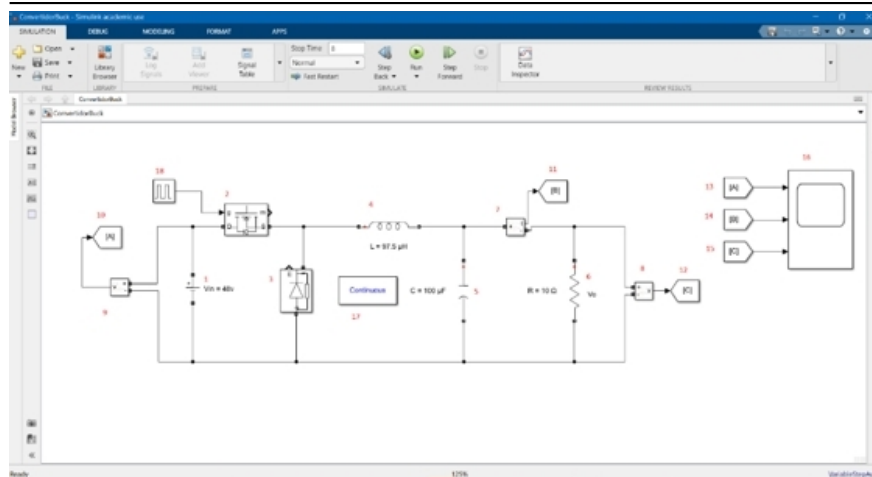 ConvertidorBuck - Simulink academic use
SIMULATION DEBUG MODELING FORMAT APPS
New
Open
Save
Print
FILE
Library
Browser
LIBRARY
Log
Signals
Add
Viewer
Signal
Table
PREPARE
Stop Time
Normal
Fast Restart
Step
Back
Run
Step
Forward
Stop
SIMULATE
Data
Inspector
REVIEW RESULTS
Model Browser
ConvertidorBuck
ConvertidorBuck
18
2
4
11
16
10
[A]
7
[B]
13 [A]
14 [B]
15 [C]
L = 97.5 μH
9
1
Vin = 48v
3
Continuous
17
C = 100 μF
5
R = 10 Ω
6
Vo
8
12
[C]
Ready
125%